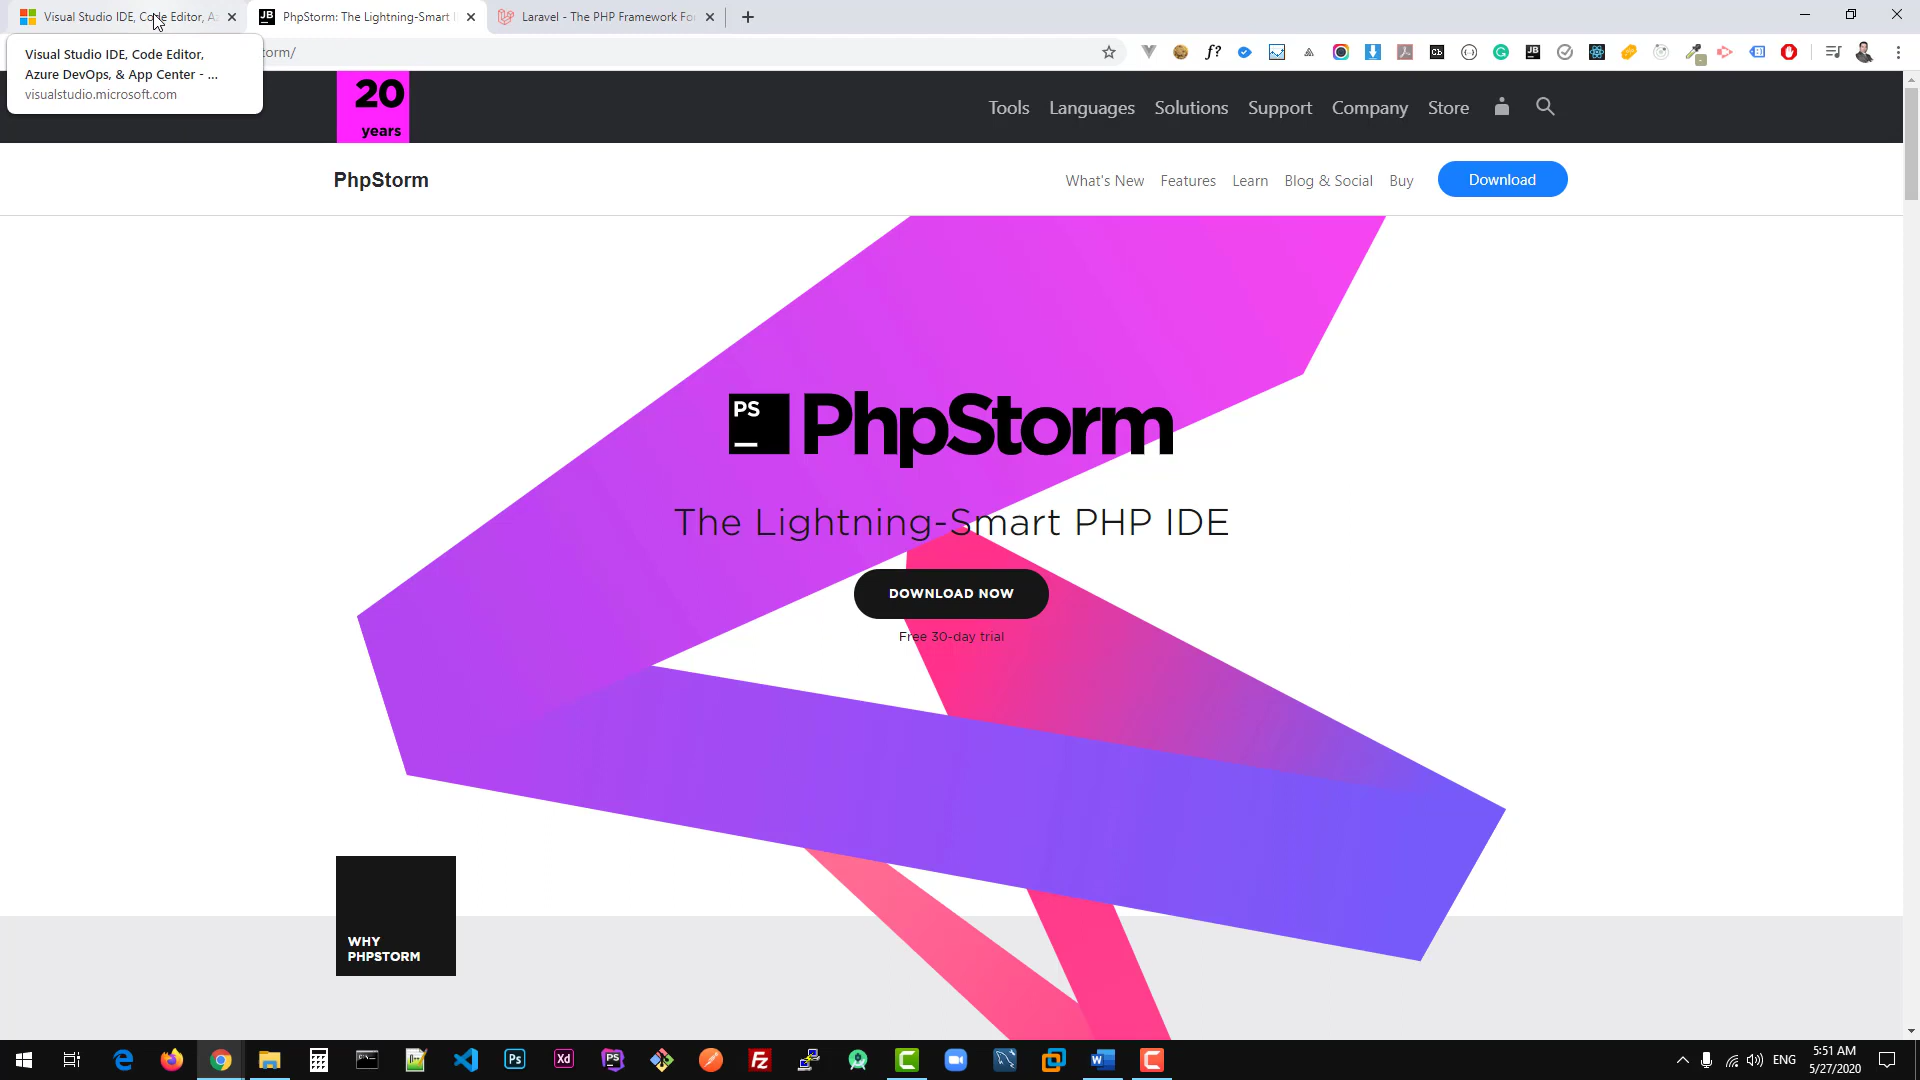 Visual Studio IDE, Code Editor, Az
PhpStorm: The Lightning-Smart
Laravel - The PHP Framework Fo
Visual Studio IDE, Code Editor,
Azure DevOps, & App Center - ...
visualstudio.microsoft.com
orm/
20
years
Tools
Languages
Solutions
Support
Company
Store
PhpStorm
What's New
Features
Learn
Blog & Social
Buy
Download
PS
PhpStorm
The Lightning-Smart PHP IDE
DOWNLOAD NOW
Free 30-day trial
WHY
PHPSTORM
ENG
5:51 AM
5/27/2020